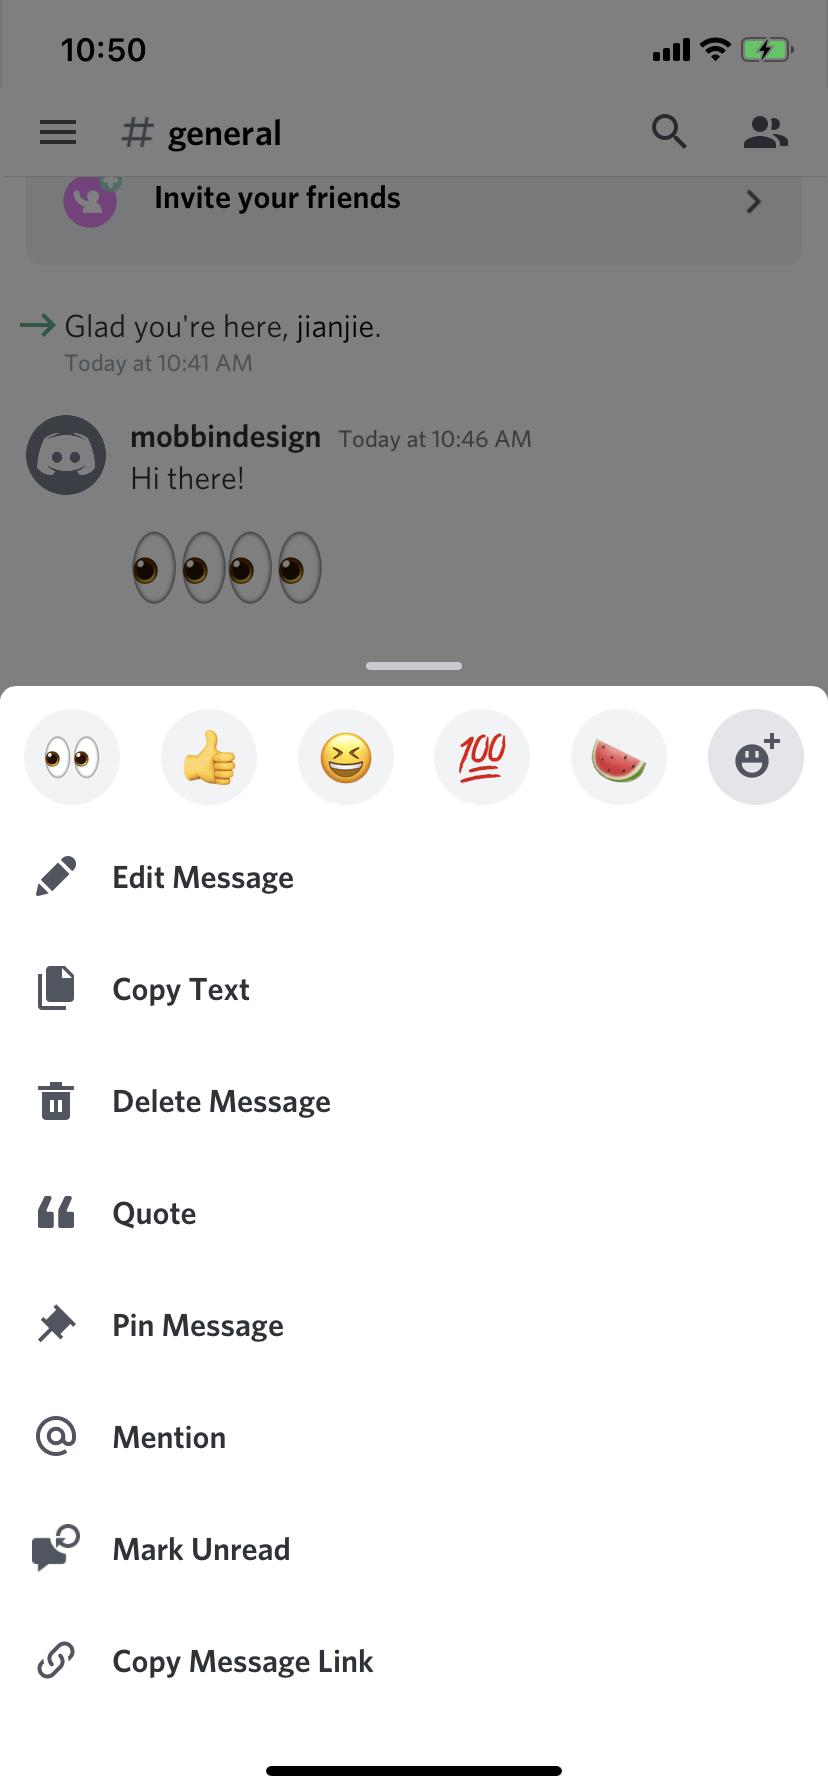 10:50
# general
Invite your friends
Glad you're here, jianjie.
Today at 10:41 AM
mobbindesign Today at 10:46 AM
Hi there!
👀👀
👀 👍 😆 💯 🍉
Edit Message
Copy Text
Delete Message
Quote
Pin Message
Mention
Mark Unread
Copy Message Link